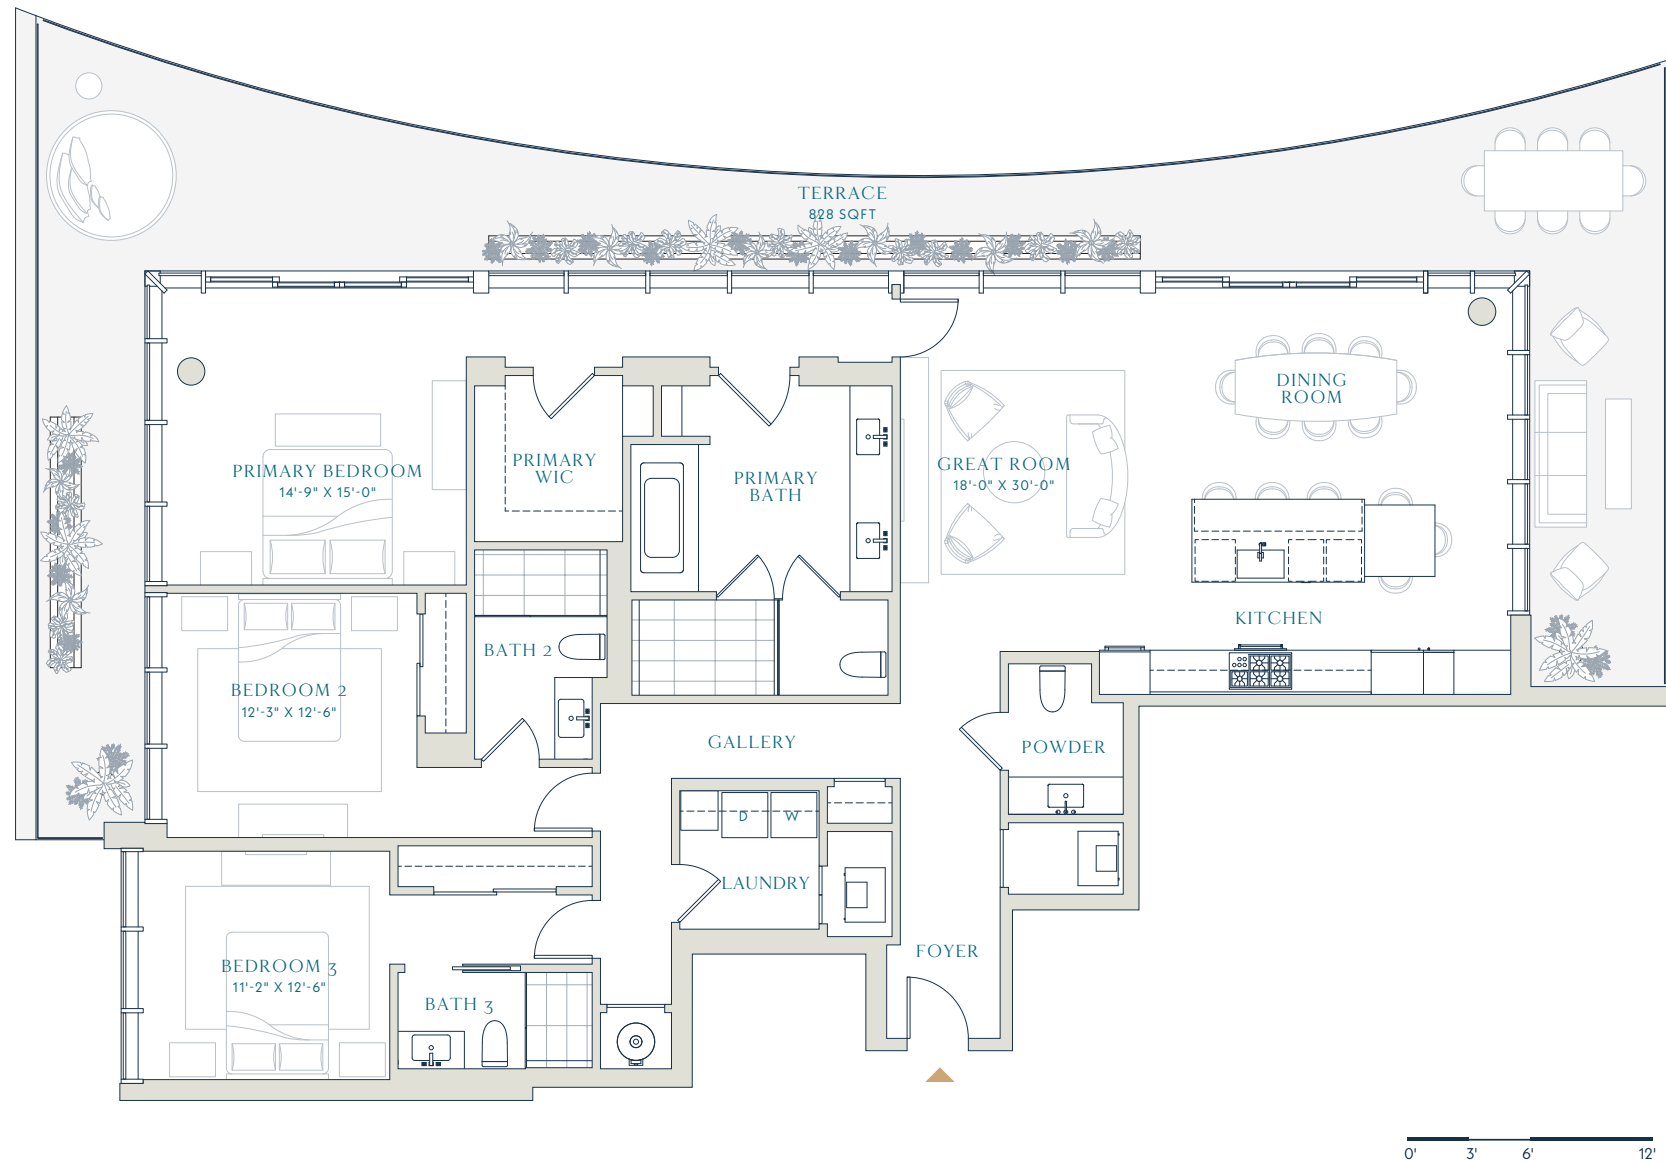 TERRACE
828 SQFT
DINING
ROOM
PRIMARY BEDROOM
14'-9" X 15'-0"
PRIMARY
WIC
PRIMARY
BATH
GREAT ROOM
18'-0" X 30'-0"
KITCHEN
BATH 2
BEDROOM 2
12'-3" X 12'-6"
GALLERY
POWDER
D
W
LAUNDRY
FOYER
BEDROOM 3
11'-2" X 12'-6"
BATH 3
0' 3' 6' 12'